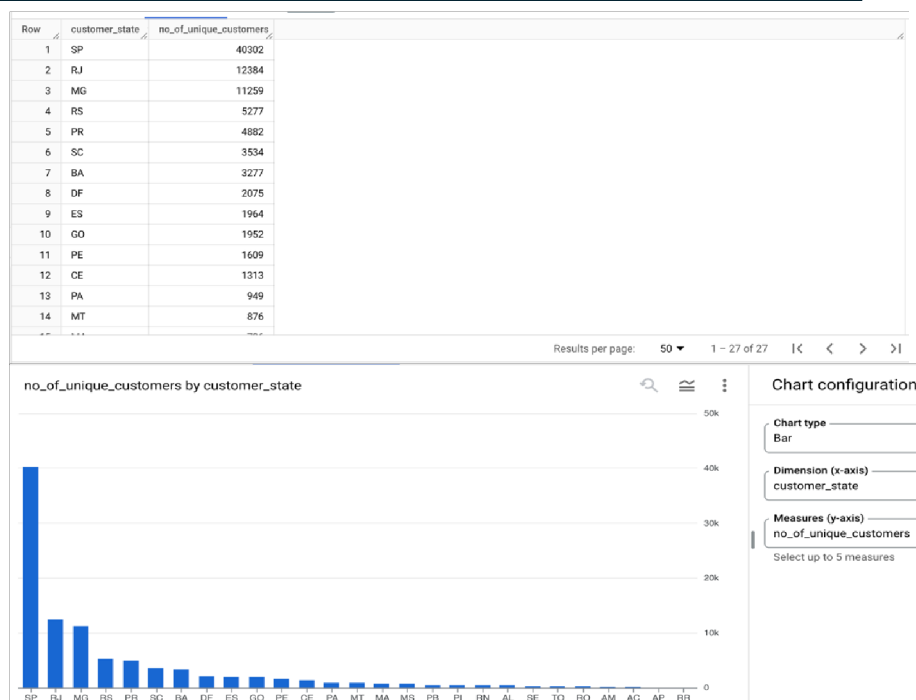 Row customer_state no_of_unique_customers
1 SP 40302
2 RJ 12384
3 MG 11259
4 RS 5277
5 PR 4882
6 SC 3534
7 BA 3277
8 DF 2075
9 ES 1964
10 GO 1952
11 PE 1609
12 CE 1313
13 PA 949
14 MT 876
Results per page: 50 1 – 27 of 27
no_of_unique_customers by customer_state
Chart configuration
50k
Chart type
Bar
40k
Dimension (x-axis)
customer_state
30k
Measures (y-axis)
no_of_unique_customers
Select up to 5 measures
20k
10k
0
SP RJ MG RS PR SC BA DF ES GO PE CE PA MT MA MS PB PI RN AL SE TO RO AM AC AP RR